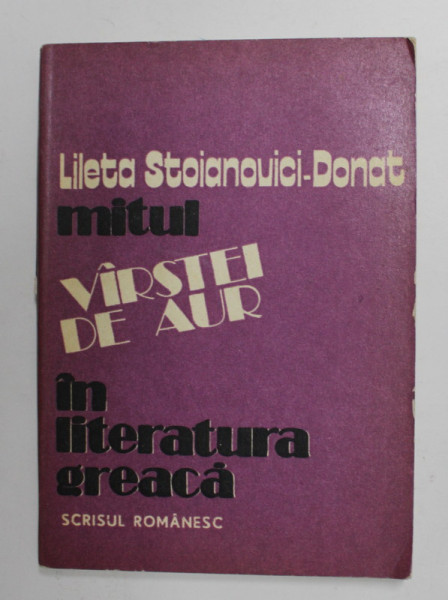 Lileta Stoianovici-Donat
mitul
VÎRSTEI
DE AUR
în
literatura
greacă
SCRISUL ROMÂNESC